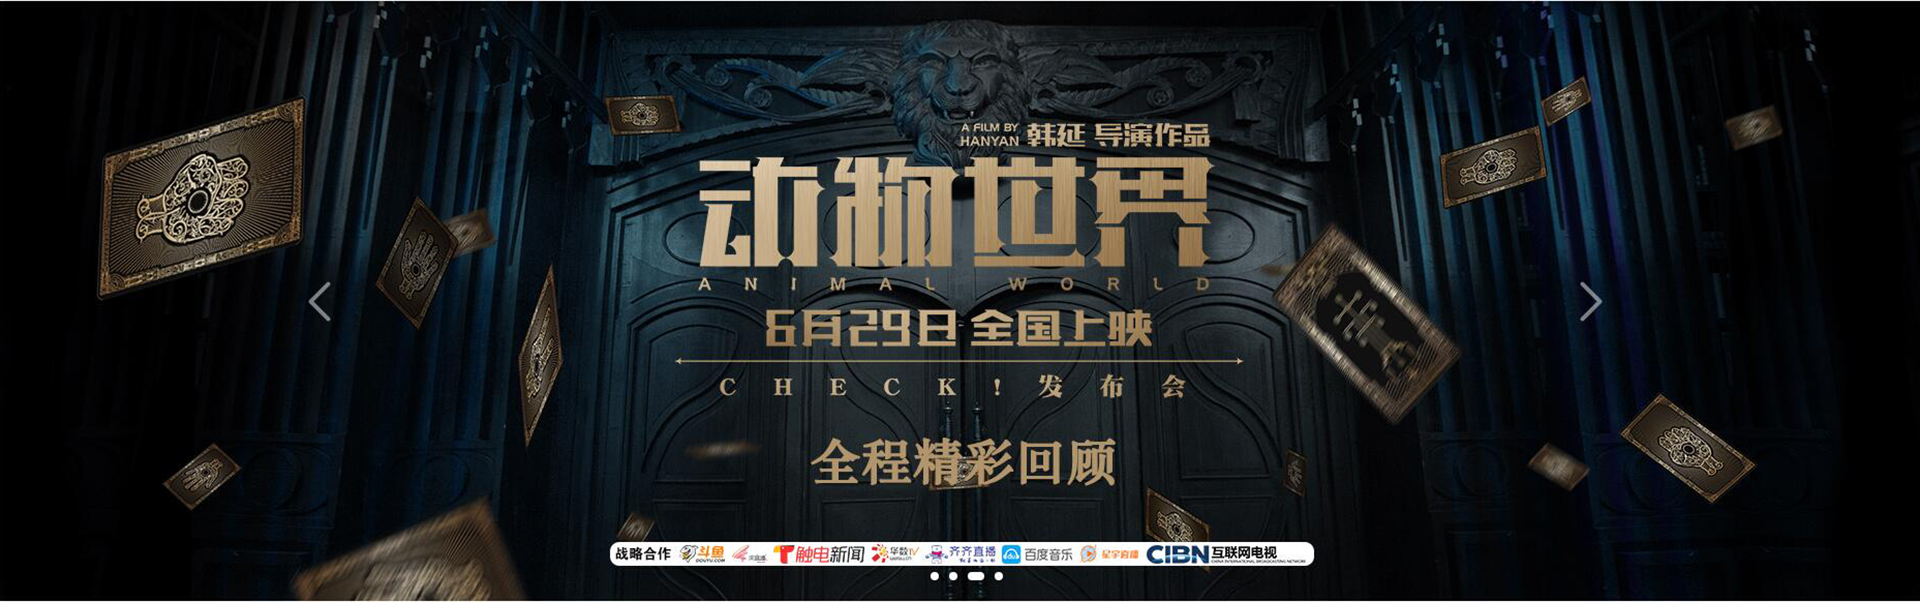 A FILM BY
HANYAN 韩延 导演作品
动物世界
ANIMAL WORLD
6月29日 全国上映
CHECK!发布会
全程精彩回顾
战略合作 斗鱼 DOUYU.COM 触电新闻 华数TV 齐齐直播 百度音乐 星宇直播 CIBN 互联网电视
CHINA INTERNATIONAL BROADCASTING NETWORK